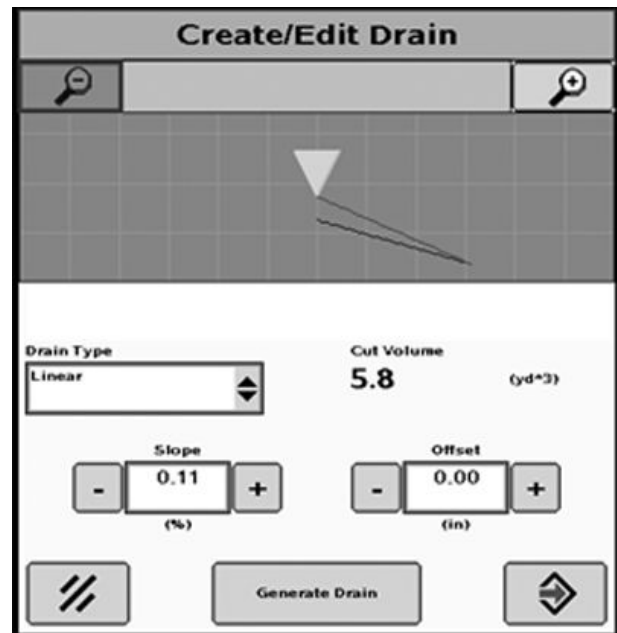 Create/Edit Drain
Drain Type
Cut Volume
Linear
5.8 (yd^3)
Slope
Offset
- 0.11 +
- 0.00 +
(%)
(in)
Generate Drain